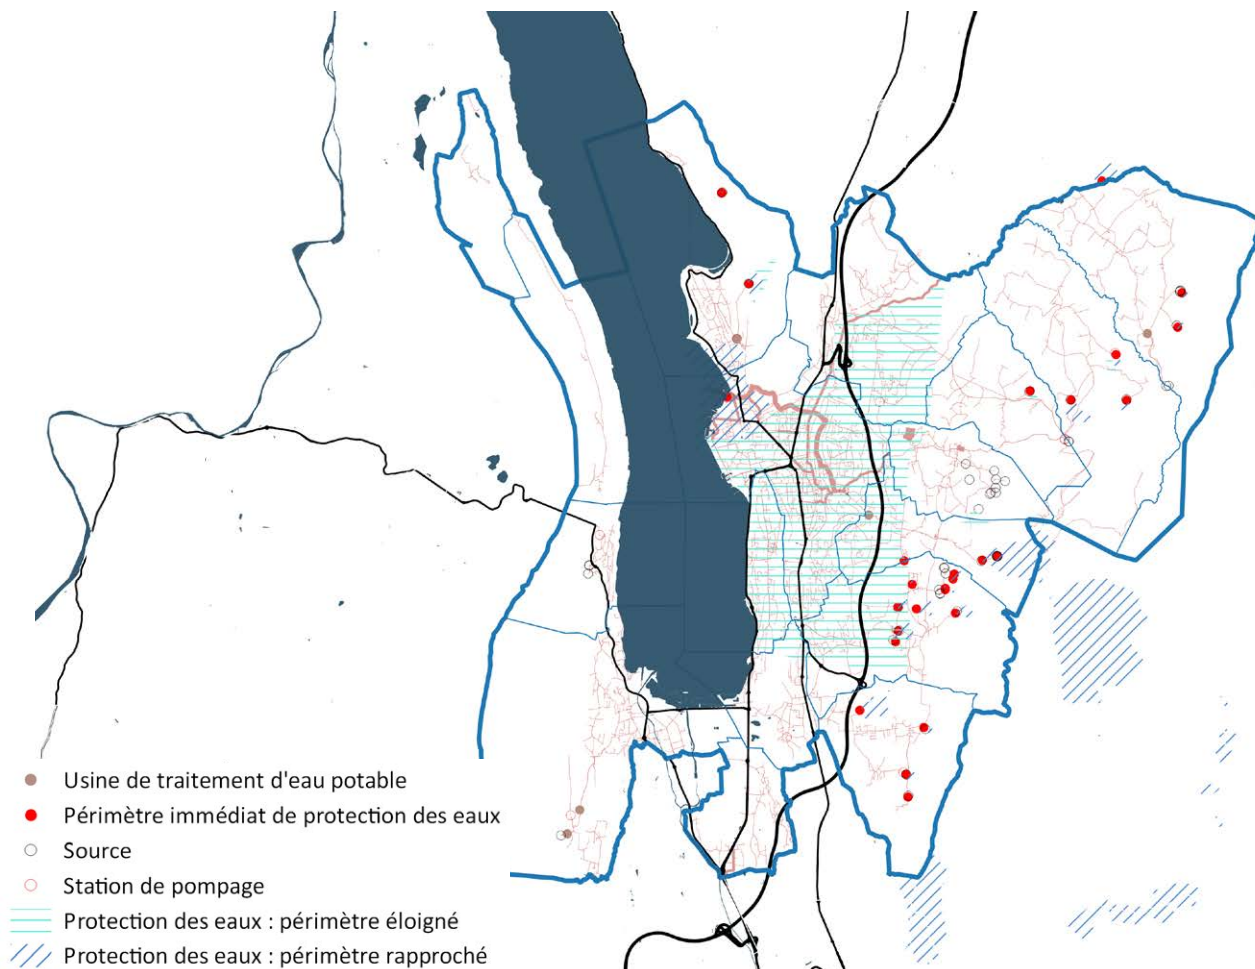 Usine de traitement d'eau potable
Périmètre immédiat de protection des eaux
Source
Station de pompage
Protection des eaux : périmètre éloigné
Protection des eaux : périmètre rapproché